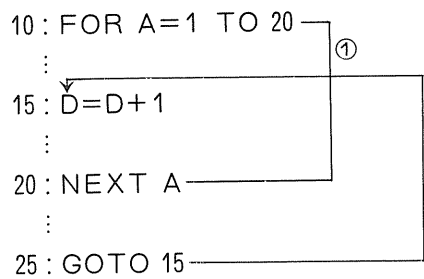 10 : FOR A=1 TO 20
①
⋮
15 : D=D+1
⋮
20 : NEXT A
⋮
25 : GOTO 15